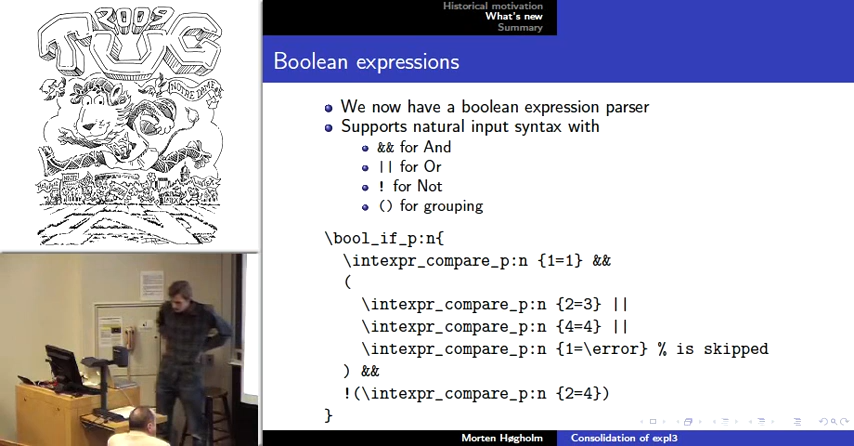 2009
TUG
NOTRE DAME
Historical motivation
What's new
Summary
Boolean expressions
We now have a boolean expression parser
Supports natural input syntax with
&& for And
|| for Or
! for Not
() for grouping
\bool_if_p:n{
\intexpr_compare_p:n {1=1} &&
(
\intexpr_compare_p:n {2=3} ||
\intexpr_compare_p:n {4=4} ||
\intexpr_compare_p:n {1=\error} % is skipped
) &&
!(\intexpr_compare_p:n {2=4})
}
Morten Høgholm
Consolidation of expl3